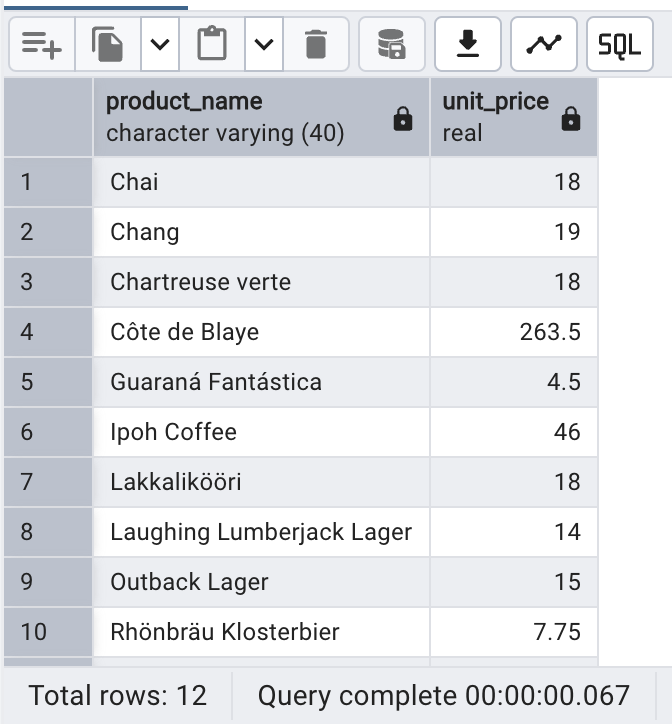 SQL
product_name unit_price
character varying (40) real
1 Chai 18
2 Chang 19
3 Chartreuse verte 18
4 Côte de Blaye 263.5
5 Guaraná Fantástica 4.5
6 Ipoh Coffee 46
7 Lakkalikööri 18
8 Laughing Lumberjack Lager 14
9 Outback Lager 15
10 Rhönbräu Klosterbier 7.75
Total rows: 12 Query complete 00:00:00.067